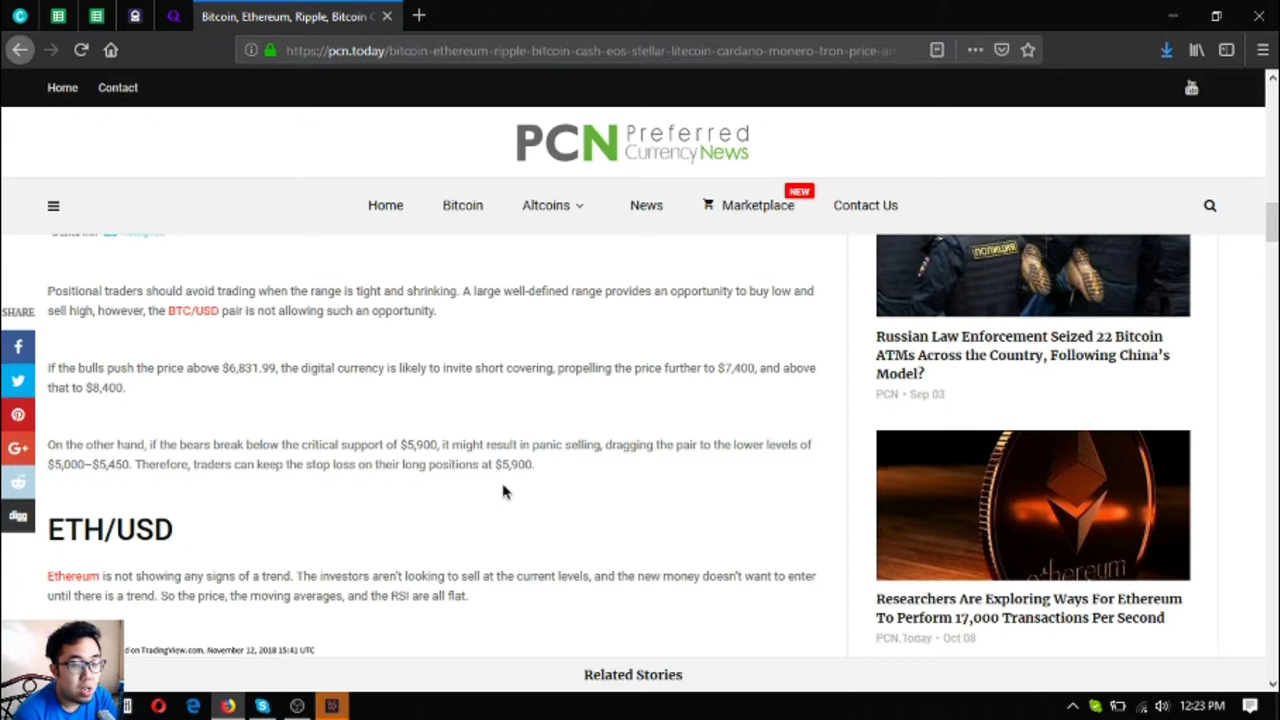 Bitcoin, Ethereum, Ripple, Bitcoin C
https://pcn.today/bitcoin-ethereum-ripple-bitcoin-cash-eos-stellar-litecoin-cardano-monero-tron-price-an
Home Contact
PCN Preferred
Currency News
NEW
Home Bitcoin Altcoins News Marketplace Contact Us
Positional traders should avoid trading when the range is tight and shrinking. A large well-defined range provides an opportunity to buy low and
sell high, however, the BTC/USD pair is not allowing such an opportunity.
If the bulls push the price above $6,831.99, the digital currency is likely to invite short covering, propelling the price further to $7,400, and above
that to $8,400.
On the other hand, if the bears break below the critical support of $5,900, it might result in panic selling, dragging the pair to the lower levels of
$5,000–$5,450. Therefore, traders can keep the stop loss on their long positions at $5,900.
ETH/USD
Ethereum is not showing any signs of a trend. The investors aren't looking to sell at the current levels, and the new money doesn't want to enter
until there is a trend. So the price, the moving averages, and the RSI are all flat.
d on TradingView.com, November 12, 2018 15:41 UTC
SHARE
G+
digg
ПОЛИЦИЯ
Russian Law Enforcement Seized 22 Bitcoin
ATMs Across the Country, Following China's
Model?
PCN • Sep 03
ethereum
Researchers Are Exploring Ways For Ethereum
To Perform 17,000 Transactions Per Second
PCN.Today • Oct 08
Related Stories
12:23 PM